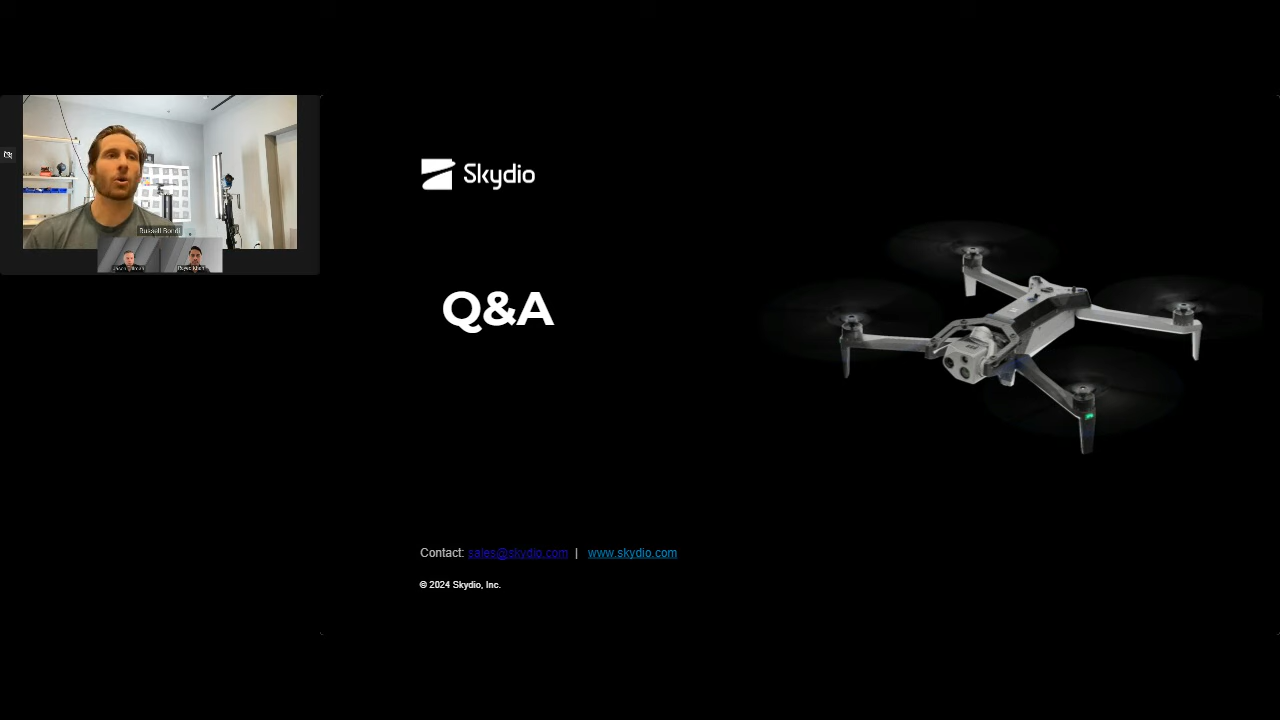 Skydio
Russell Bondi
Q&A
Contact: sales@skydio.com | www.skydio.com
© 2024 Skydio, Inc.